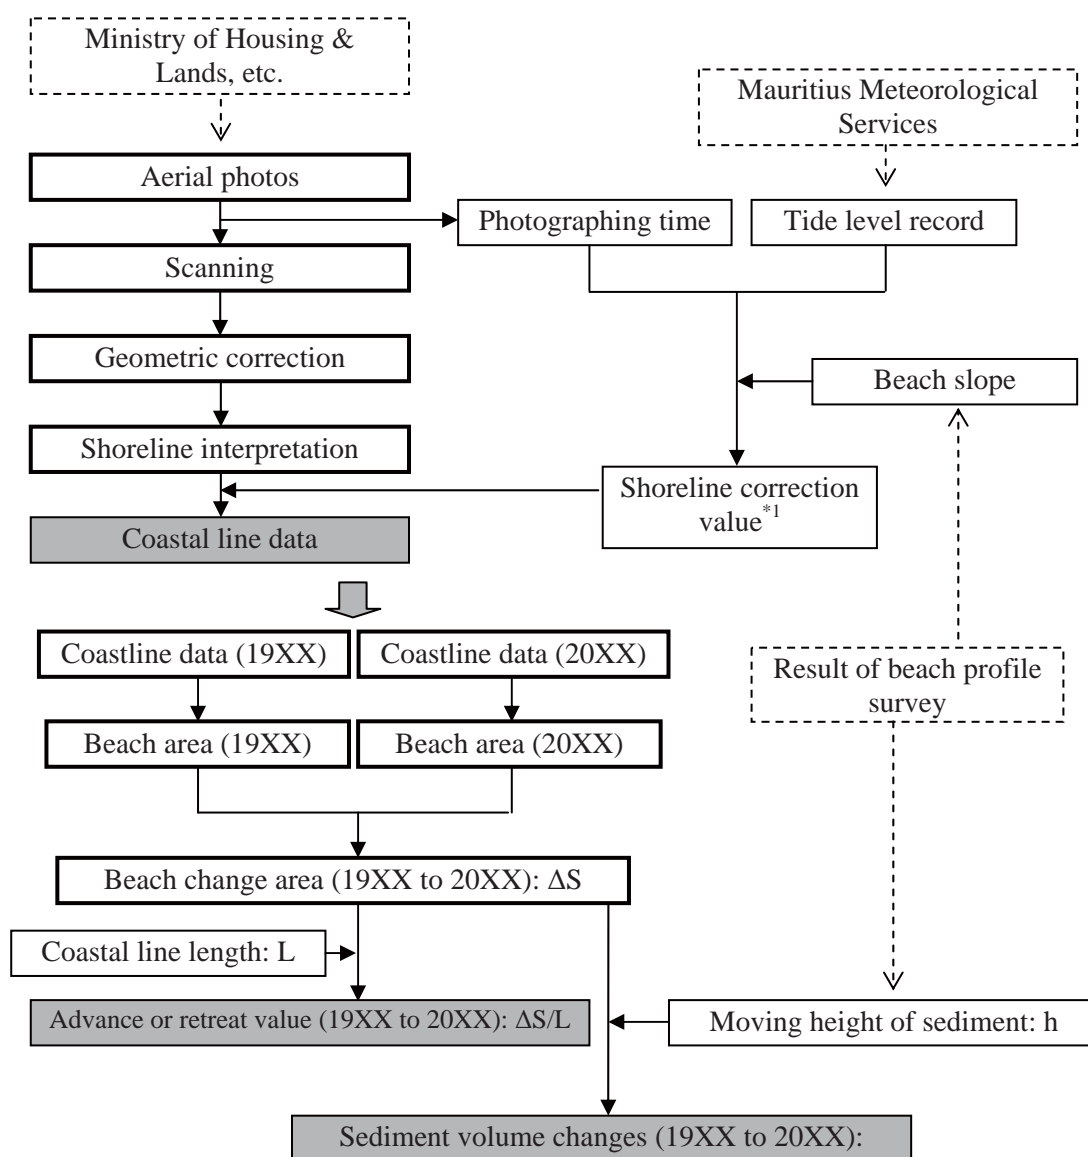 Ministry of Housing &
Lands, etc.
Mauritius Meteorological
Services
Aerial photos
Photographing time
Tide level record
Scanning
Geometric correction
Beach slope
Shoreline interpretation
Shoreline correction
value*1
Coastal line data
Coastline data (19XX)
Coastline data (20XX)
Result of beach profile
survey
Beach area (19XX)
Beach area (20XX)
Beach change area (19XX to 20XX): ΔS
Coastal line length: L
Advance or retreat value (19XX to 20XX): ΔS/L
Moving height of sediment: h
Sediment volume changes (19XX to 20XX):